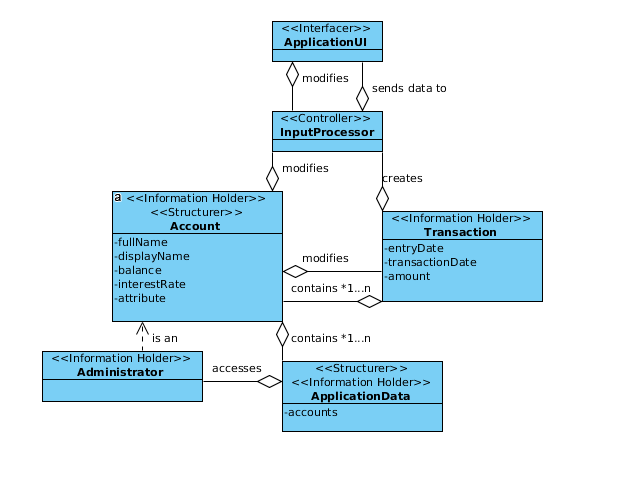 <<Interfacer>>
ApplicationUI
modifies
sends data to
<<Controller>>
InputProcessor
modifies
creates
a <<Information Holder>>
<<Structurer>>
Account
-fullName
-displayName
-balance
-interestRate
-attribute
<<Information Holder>>
Transaction
-entryDate
-transactionDate
-amount
modifies
contains *1...n
is an
contains *1...n
<<Information Holder>>
Administrator
accesses
<<Structurer>>
<<Information Holder>>
ApplicationData
-accounts